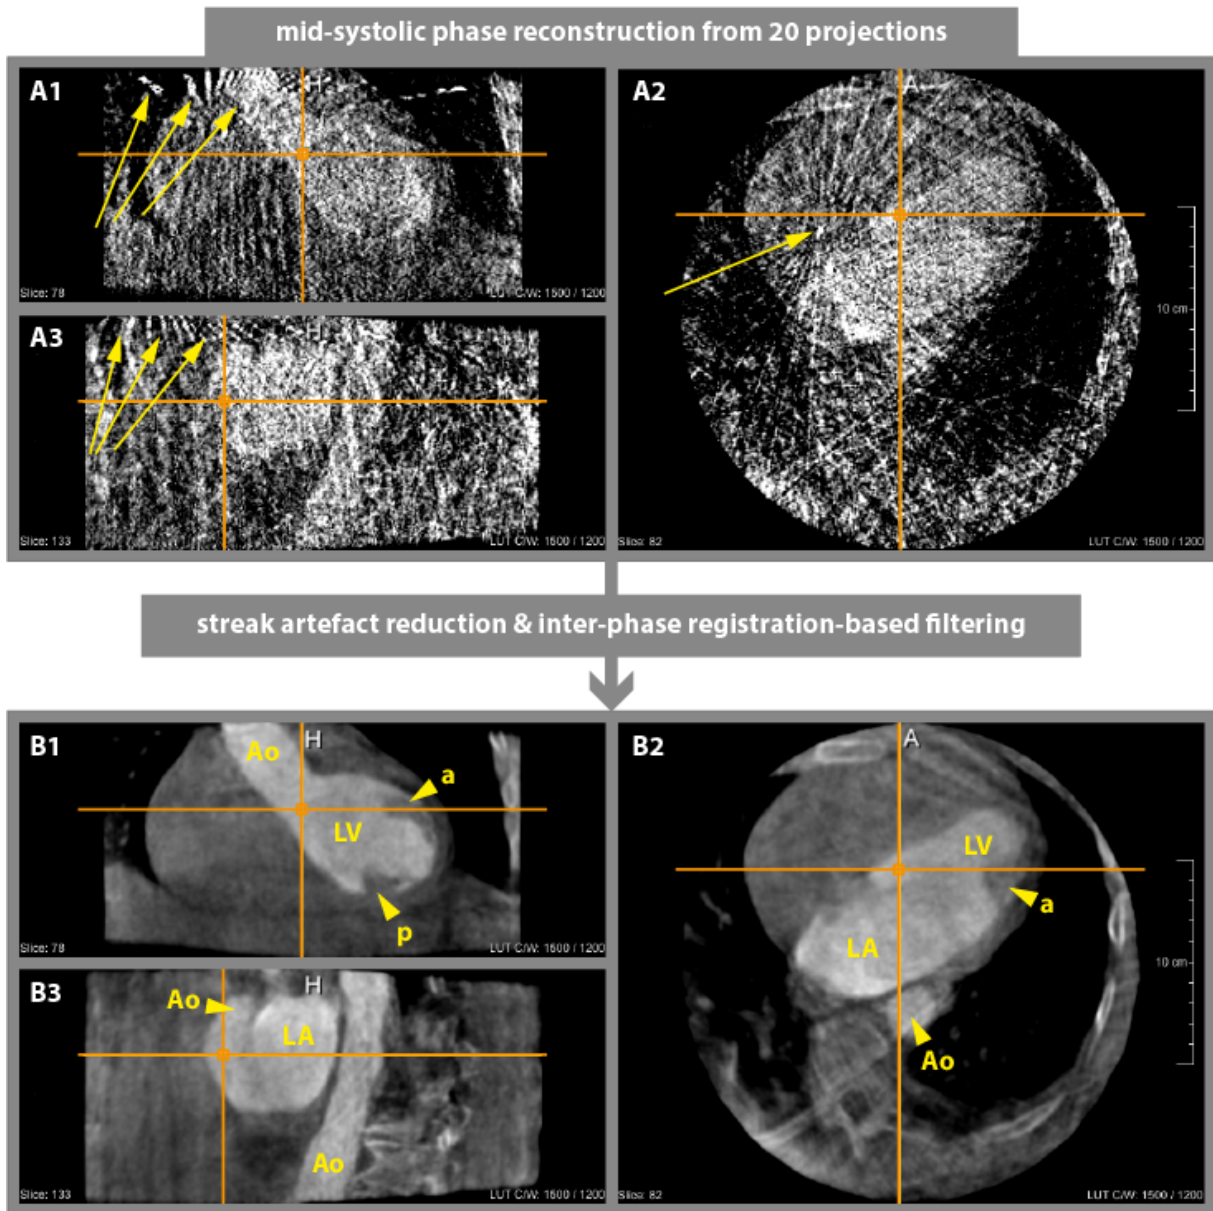 mid-systolic phase reconstruction from 20 projections
A1
H
Slice: 78
LUT C/W: 1500 / 1200
A2
A
10 cm
Slice: 82
LUT C/W: 1500 / 1200
A3
H
Slice: 133
LUT C/W: 1500 / 1200
streak artefact reduction & inter-phase registration-based filtering
B1
Ao
H
a
LV
p
Slice: 78
LUT C/W: 1500 / 1200
B2
A
LV
a
LA
10 cm
Ao
Slice: 82
LUT C/W: 1500 / 1200
B3
H
Ao
LA
Ao
Slice: 133
LUT C/W: 1500 / 1200